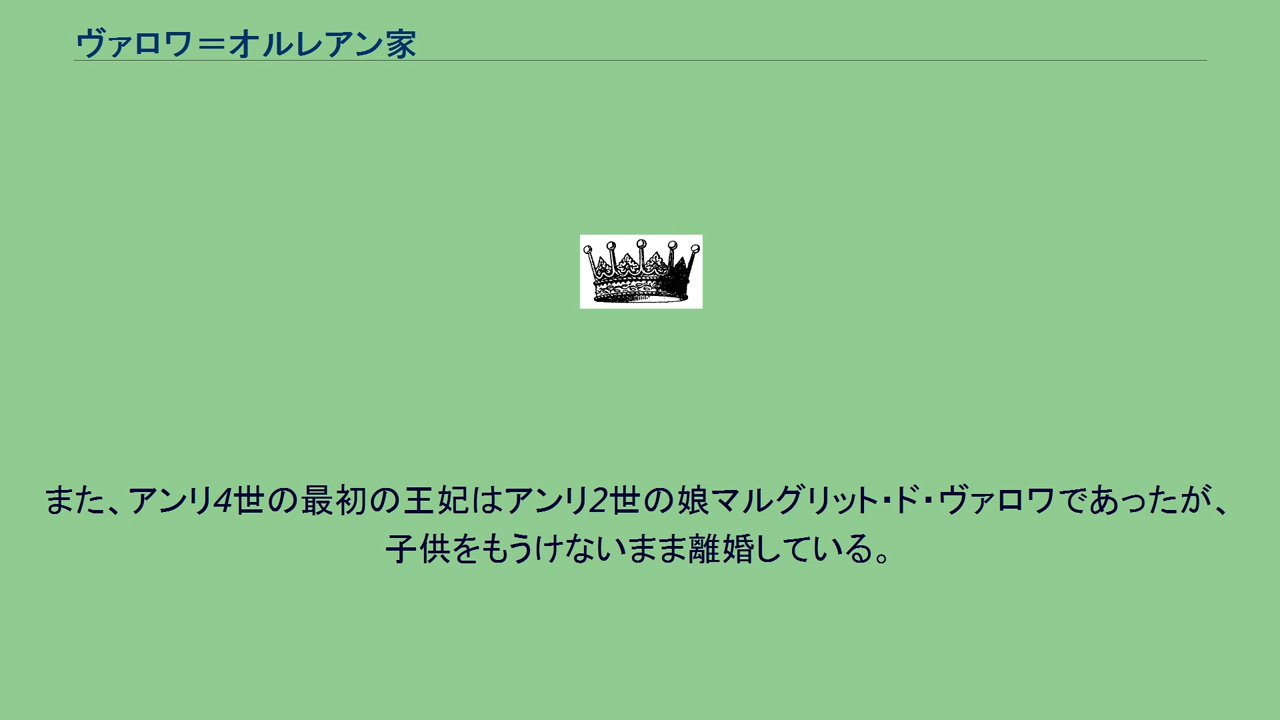 ヴァロワ＝オルレアン家
また、アンリ4世の最初の王妃はアンリ2世の娘マルグリット・ド・ヴァロワであったが、
子供をもうけないまま離婚している。